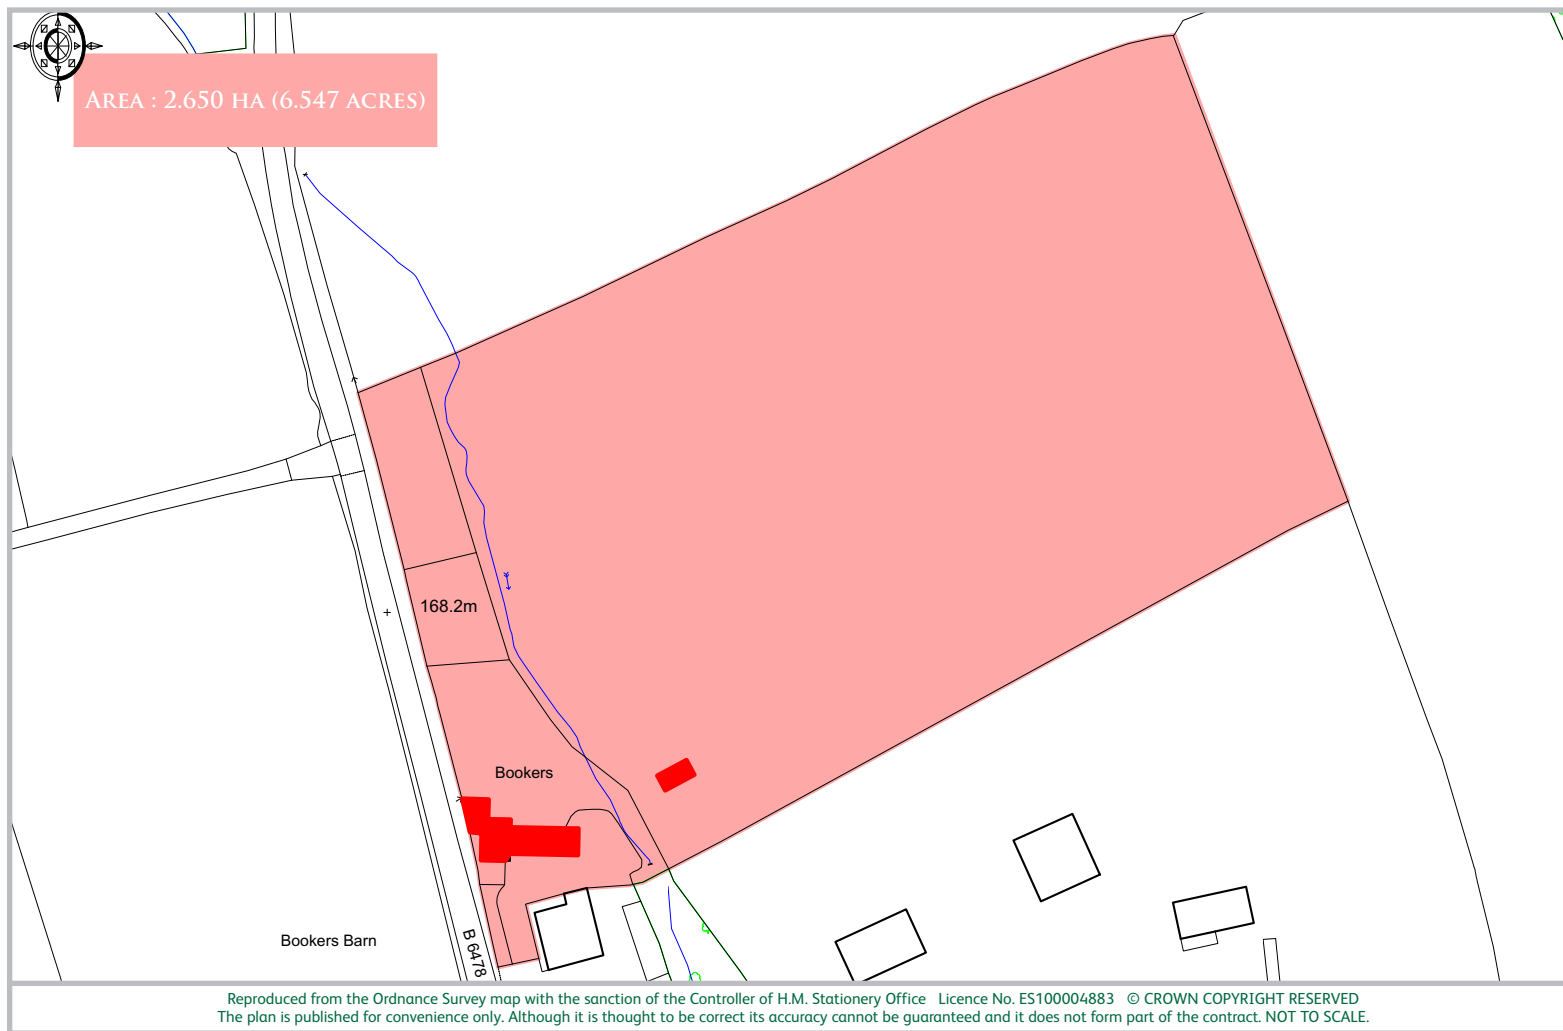 AREA : 2.650 HA (6.547 ACRES)
168.2m
Bookers
Bookers Barn
B 6478
Reproduced from the Ordnance Survey map with the sanction of the Controller of H.M. Stationery Office Licence No. ES100004883 © CROWN COPYRIGHT RESERVED
The plan is published for convenience only. Although it is thought to be correct its accuracy cannot be guaranteed and it does not form part of the contract. NOT TO SCALE.